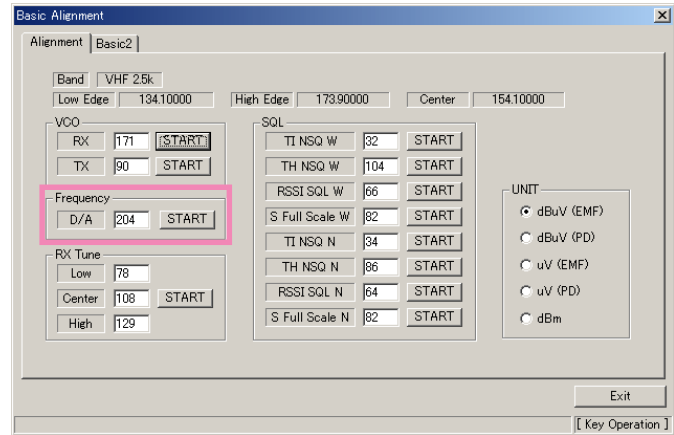 Basic Alignment
Alignment Basic2
Band VHF 2.5k
Low Edge 134.10000 High Edge 173.90000 Center 154.10000
VCO
RX 171 START
TX 90 START
Frequency
D/A 204 START
RX Tune
Low 78
Center 108 START
High 129
SQL
TI NSQ W 32 START
TH NSQ W 104 START
RSSI SQL W 66 START
S Full Scale W 82 START
TI NSQ N 34 START
TH NSQ N 86 START
RSSI SQL N 64 START
S Full Scale N 82 START
UNIT
dBuV (EMF)
dBuV (PD)
uV (EMF)
uV (PD)
dBm
Exit
[ Key Operation ]